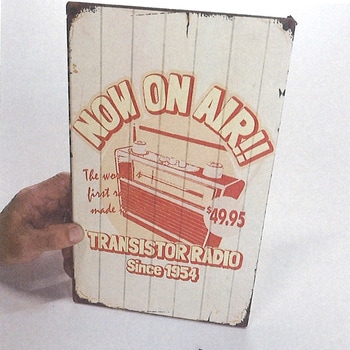 NOW ON AIR!!
The wo
first r
made
$49.95
TRANSISTOR RADIO
Since 1954